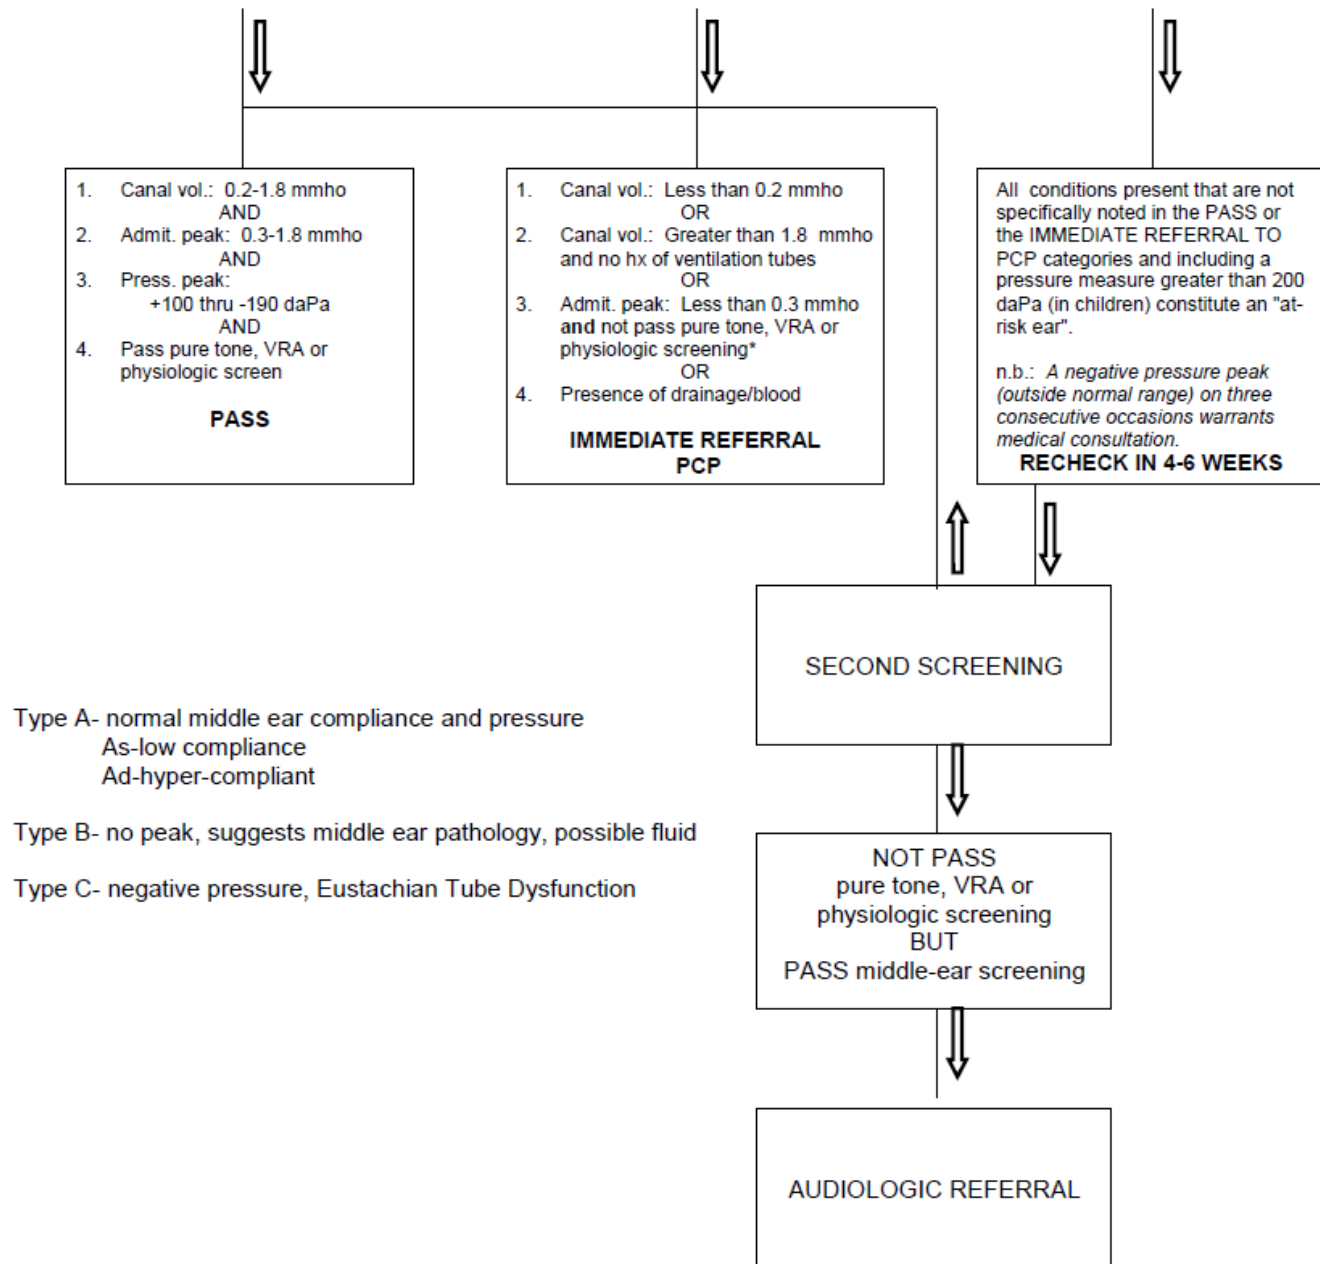 1. Canal vol.: 0.2-1.8 mmho
AND
2. Admit. peak: 0.3-1.8 mmho
AND
3. Press. peak:
+100 thru -190 daPa
AND
4. Pass pure tone, VRA or
physiologic screen
PASS
1. Canal vol.: Less than 0.2 mmho
OR
2. Canal vol.: Greater than 1.8 mmho
and no hx of ventilation tubes
OR
3. Admit. peak: Less than 0.3 mmho
and not pass pure tone, VRA or
physiologic screening*
OR
4. Presence of drainage/blood
IMMEDIATE REFERRAL
PCP
All conditions present that are not
specifically noted in the PASS or
the IMMEDIATE REFERRAL TO
PCP categories and including a
pressure measure greater than 200
daPa (in children) constitute an "at-
risk ear".
n.b.: A negative pressure peak
(outside normal range) on three
consecutive occasions warrants
medical consultation.
RECHECK IN 4-6 WEEKS
SECOND SCREENING
Type A- normal middle ear compliance and pressure
As-low compliance
Ad-hyper-compliant
Type B- no peak, suggests middle ear pathology, possible fluid
Type C- negative pressure, Eustachian Tube Dysfunction
NOT PASS
pure tone, VRA or
physiologic screening
BUT
PASS middle-ear screening
AUDIOLOGIC REFERRAL